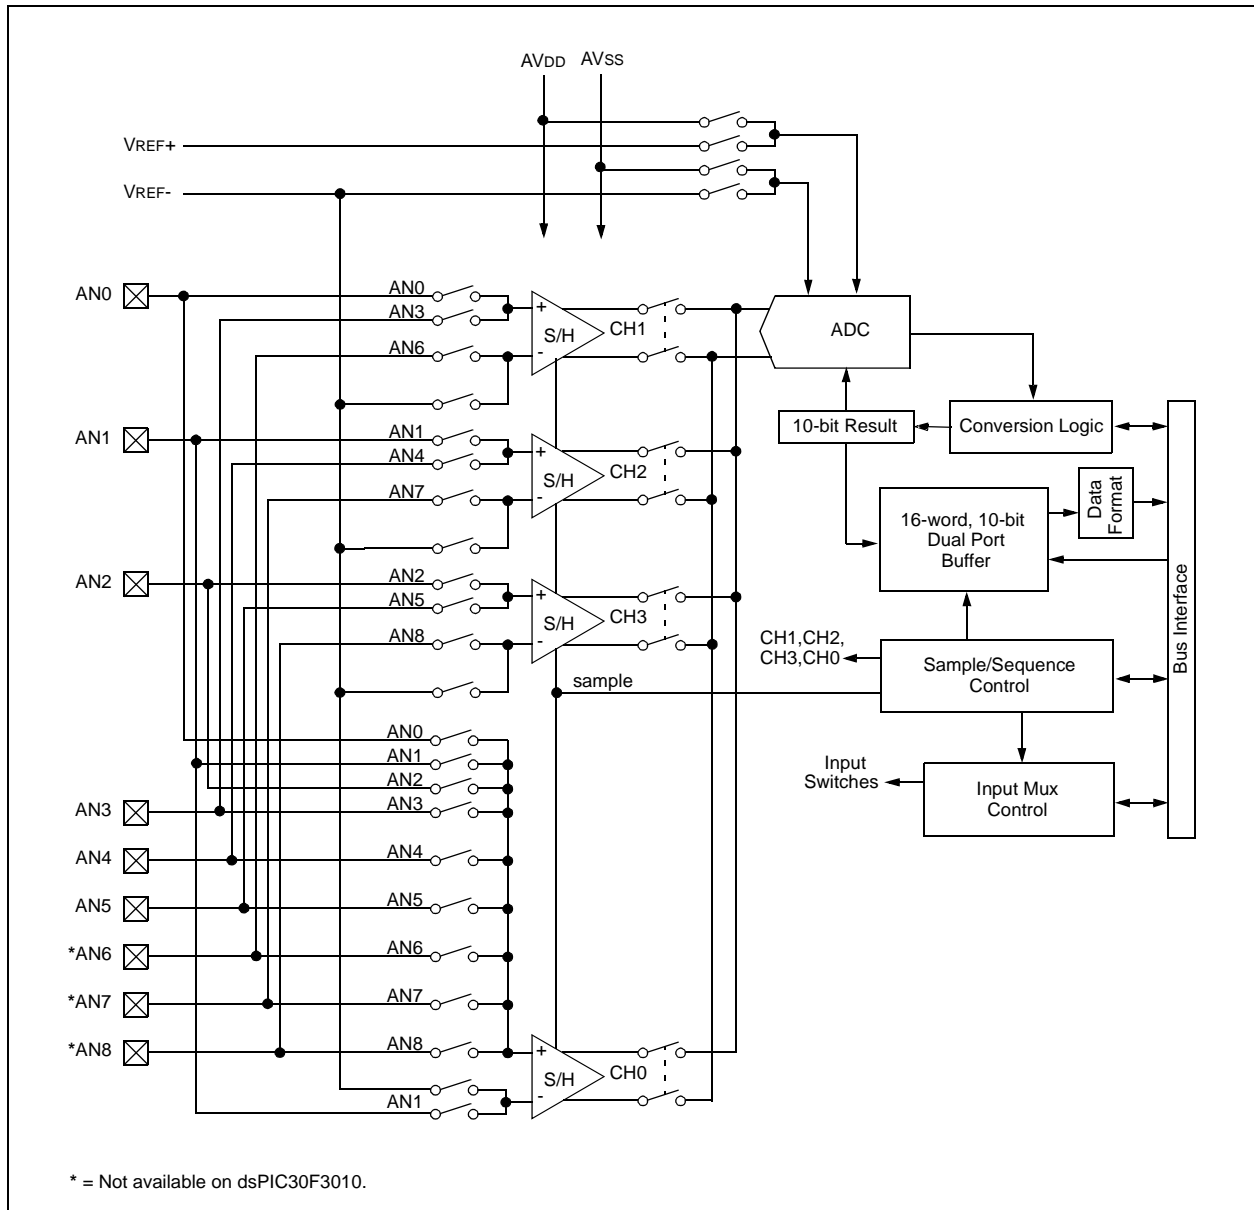 AVDD AVSS
VREF+
VREF-
AN0
AN0
AN3
AN6
+
-
S/H
CH1
ADC
10-bit Result
Conversion Logic
AN1
AN1
AN4
AN7
+
-
S/H
CH2
16-word, 10-bit
Dual Port
Buffer
Data
Format
Bus Interface
AN2
AN2
AN5
AN8
+
-
S/H
CH3
CH1,CH2,
CH3,CH0
Sample/Sequence
Control
sample
Input
Switches
Input Mux
Control
AN0
AN1
AN2
AN3
AN3
AN4
AN4
AN5
AN5
*AN6
AN6
*AN7
AN7
*AN8
AN8
AN1
+
-
S/H
CH0
* = Not available on dsPIC30F3010.